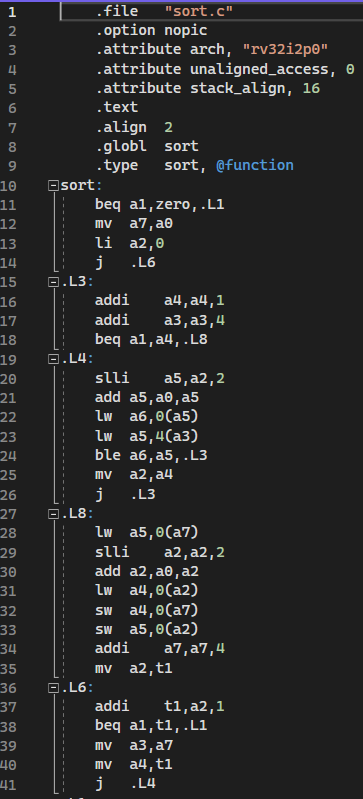 1 .file "sort.c"
2 .option nopic
3 .attribute arch, "rv32i2p0"
4 .attribute unaligned_access, 0
5 .attribute stack_align, 16
6 .text
7 .align 2
8 .globl sort
9 .type sort, @function
10 sort:
11 beq a1,zero,.L1
12 mv a7,a0
13 li a2,0
14 j .L6
15 .L3:
16 addi a4,a4,1
17 addi a3,a3,4
18 beq a1,a4,.L8
19 .L4:
20 slli a5,a2,2
21 add a5,a0,a5
22 lw a6,0(a5)
23 lw a5,4(a3)
24 ble a6,a5,.L3
25 mv a2,a4
26 j .L3
27 .L8:
28 lw a5,0(a7)
29 slli a2,a2,2
30 add a2,a0,a2
31 lw a4,0(a2)
32 sw a4,0(a7)
33 sw a5,0(a2)
34 addi a7,a7,4
35 mv a2,t1
36 .L6:
37 addi t1,a2,1
38 beq a1,t1,.L1
39 mv a3,a7
40 mv a4,t1
41 j .L4